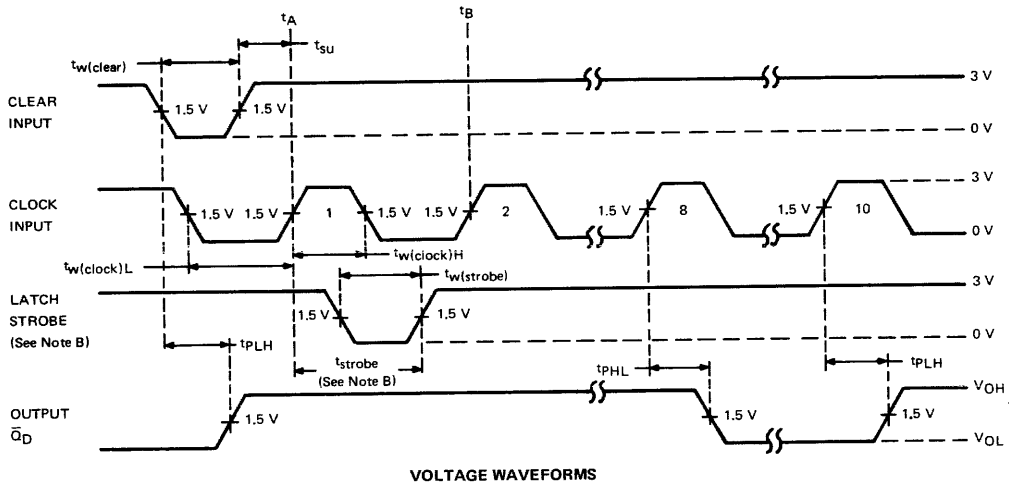 tA
tB
tsu
tw(clear)
3 V
CLEAR
INPUT
1.5 V
1.5 V
0 V
3 V
CLOCK
INPUT
1.5 V
1.5 V
1
1.5 V
1.5 V
2
1.5 V
8
1.5 V
10
0 V
tw(clock)H
tw(clock)L
tw(strobe)
3 V
LATCH
STROBE
(See Note B)
1.5 V
1.5 V
0 V
tPLH
tstrobe
(See Note B)
tPHL
tPLH
OUTPUT
Q̅D
1.5 V
1.5 V
1.5 V
VOH
VOL
VOLTAGE WAVEFORMS